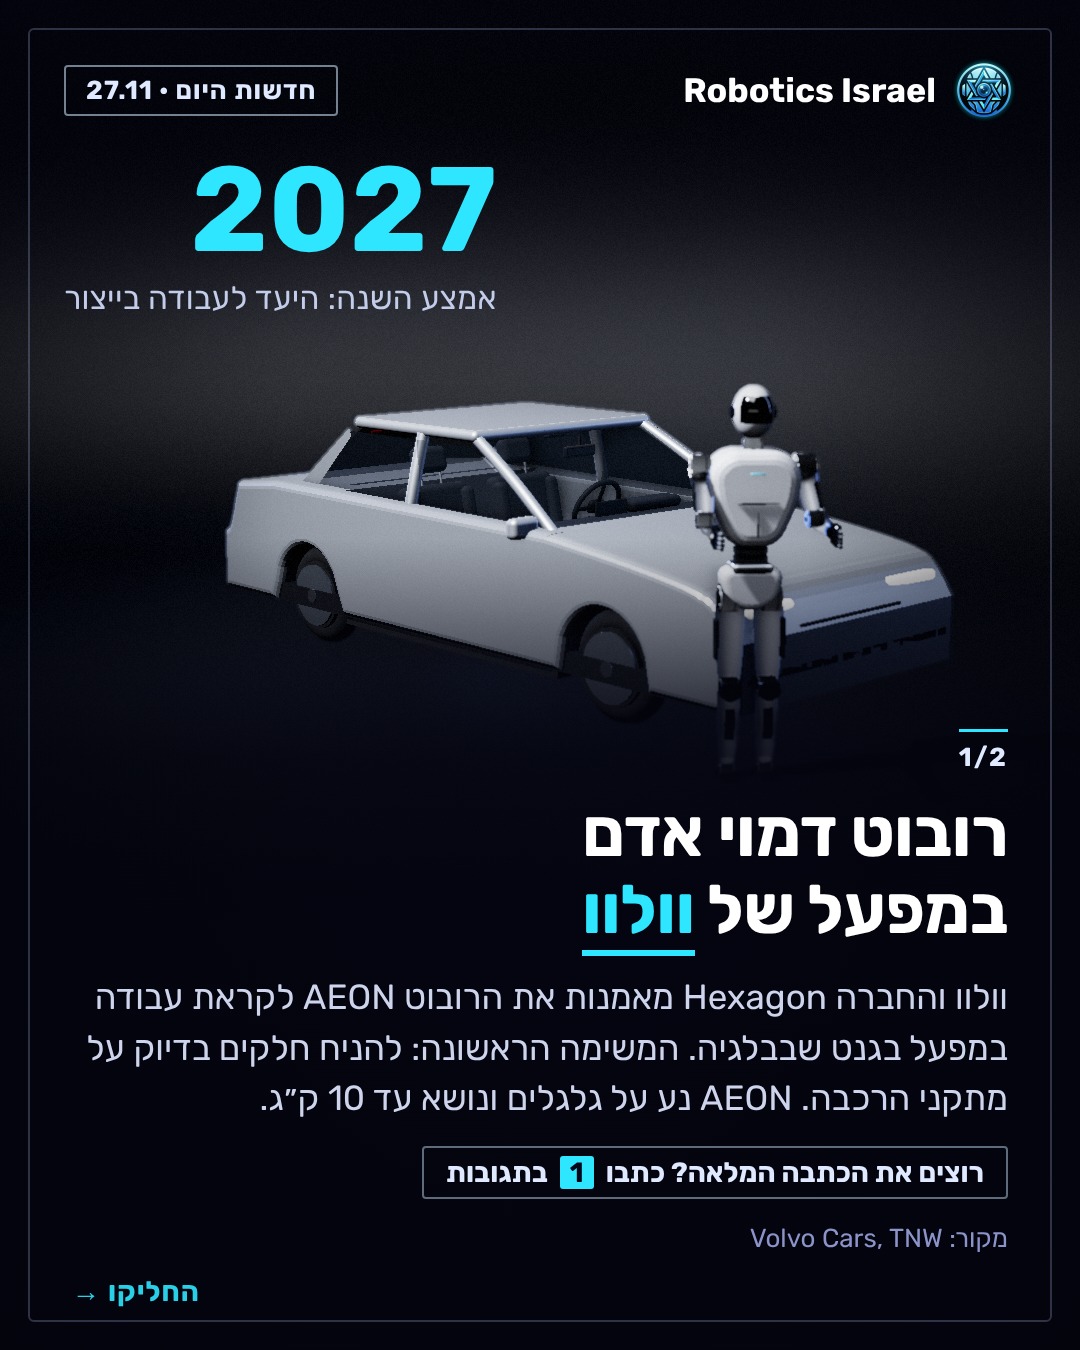 Robotics Israel
חדשות היום • 27.11
2027
אמצע השנה: היעד לעבודה בייצור
1/2
רובוט דמוי אדם
במפעל של וולוו
וולוו והחברה Hexagon מאמנות את הרובוט AEON לקראת עבודה
במפעל בגנט שבבלגיה. המשימה הראשונה: להניח חלקים בדיוק על
מתקני הרכבה. AEON נע על גלגלים ונושא עד 10 ק״ג.
רוצים את הכתבה המלאה? כתבו 1 בתגובות
מקור: Volvo Cars, TNW
החליקו →